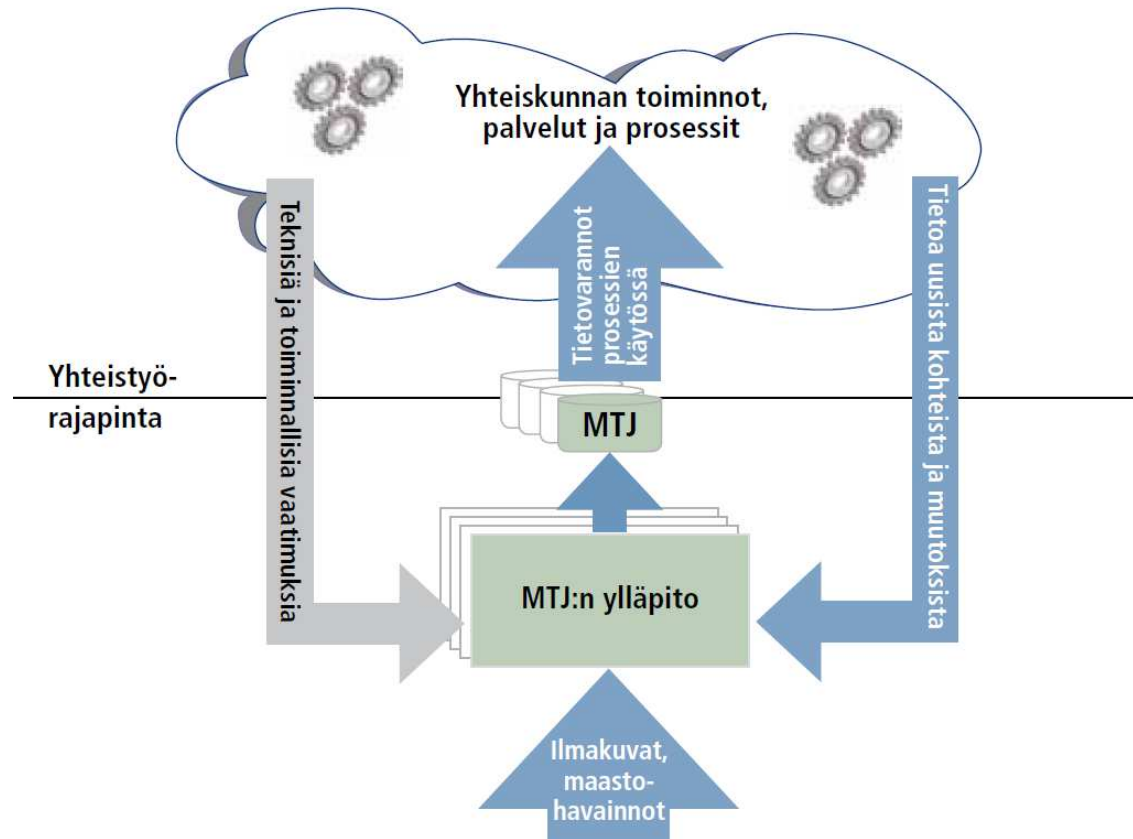 Yhteiskunnan toiminnot,
palvelut ja prosessit
Teknisiä ja toiminnallisia vaatimuksia
Tietovarannot
prosessien
käytössä
Tietoa uusista kohteista ja muutoksista
Yhteistyö-
rajapinta
MTJ
MTJ:n ylläpito
Ilmakuvat,
maasto-
havainnot